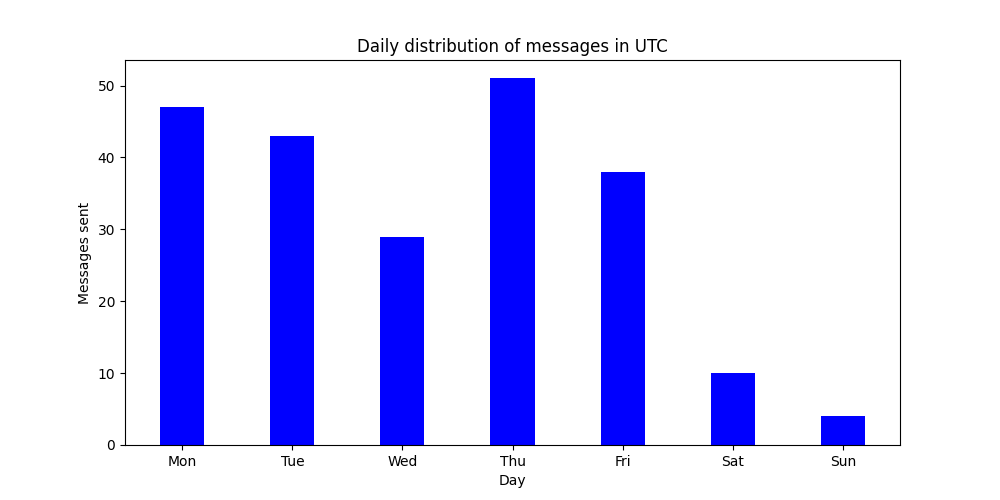 Daily distribution of messages in UTC
Messages sent
50
40
30
20
10
0
Mon Tue Wed Thu Fri Sat Sun
Day